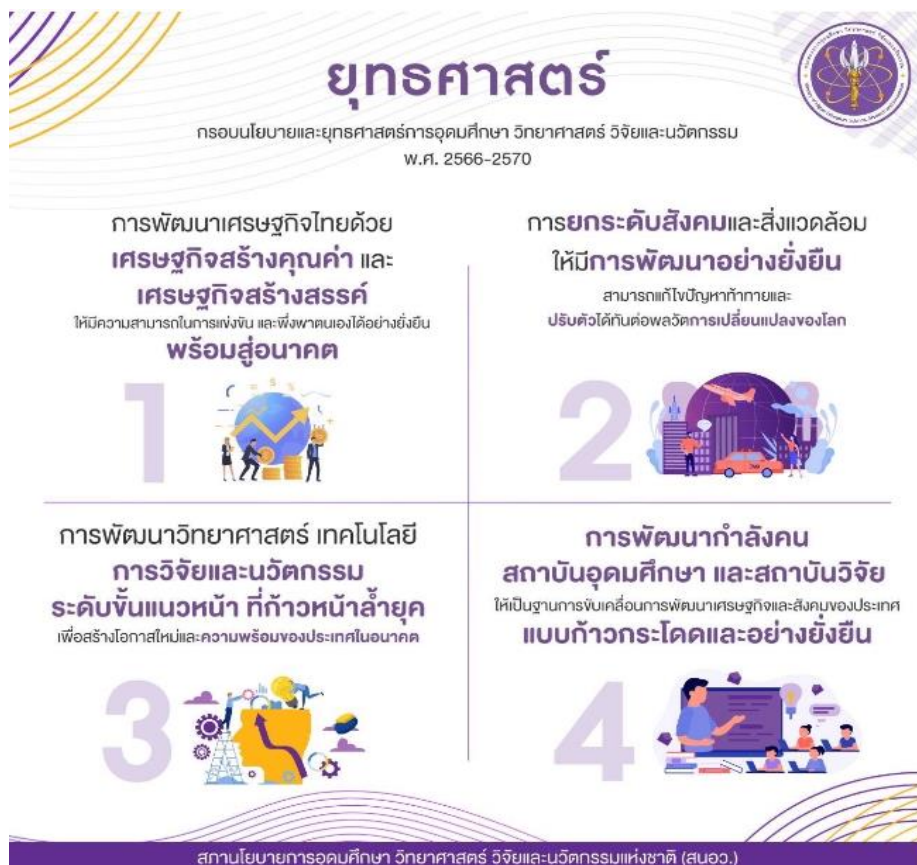 ยุทธศาสตร์
กรอบนโยบายและยุทธศาสตร์การอุดมศึกษา วิทยาศาสตร์ วิจัยและนวัตกรรม
พ.ศ. 2566-2570
การพัฒนาเศรษฐกิจไทยด้วย
เศรษฐกิจสร้างคุณค่า และ
เศรษฐกิจสร้างสรรค์
ให้มีความสามารถในการแข่งขัน และพึ่งพาตนเองได้อย่างยั่งยืน
พร้อมสู่อนาคต
1
การยกระดับสังคมและสิ่งแวดล้อม
ให้มีการพัฒนาอย่างยั่งยืน
สามารถแก้ไขปัญหาท้าทายและ
ปรับตัวได้ทันต่อพลวัตการเปลี่ยนแปลงของโลก
2
การพัฒนาวิทยาศาสตร์ เทคโนโลยี
การวิจัยและนวัตกรรม
ระดับขั้นแนวหน้า ที่ก้าวหน้าล้ำยุค
เพื่อสร้างโอกาสใหม่และความพร้อมของประเทศในอนาคต
3
การพัฒนากำลังคน
สถาบันอุดมศึกษา และสถาบันวิจัย
ให้เป็นฐานการขับเคลื่อนการพัฒนาเศรษฐกิจและสังคมของประเทศ
แบบก้าวกระโดดและอย่างยั่งยืน
4
สภานโยบายการอุดมศึกษา วิทยาศาสตร์ วิจัยและนวัตกรรมแห่งชาติ (สนอว.)